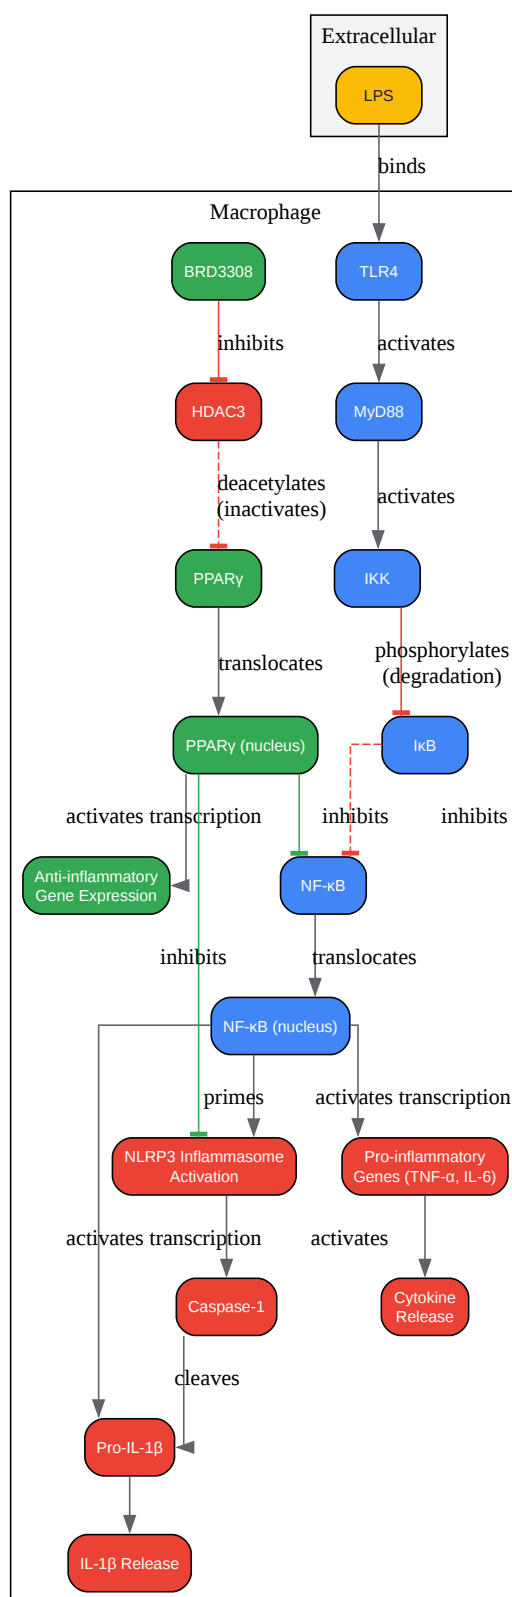 Extracellular
LPS
binds
Macrophage
BRD3308
TLR4
inhibits
activates
HDAC3
MyD88
deacetylates
(inactivates)
activates
PPARγ
IKK
translocates
phosphorylates
(degradation)
PPARγ (nucleus)
IκB
activates transcription
inhibits
inhibits
Anti-inflammatory
Gene Expression
NF-κB
inhibits
translocates
NF-κB (nucleus)
primes
activates transcription
NLRP3 Inflammasome
Activation
Pro-inflammatory
Genes (TNF-α, IL-6)
activates transcription
activates
Caspase-1
Cytokine
Release
cleaves
Pro-IL-1β
IL-1β Release